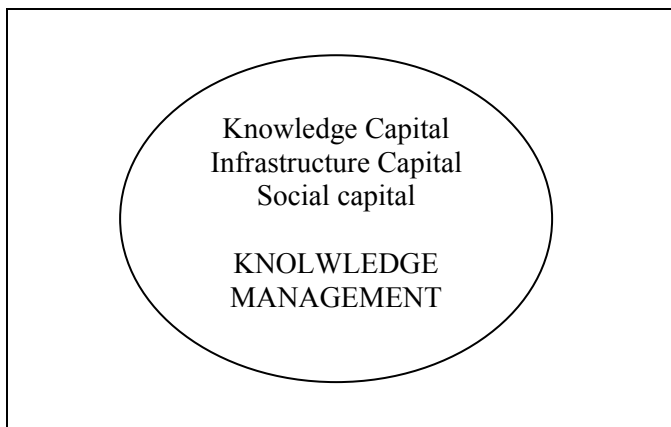 Knowledge Capital
Infrastructure Capital
Social capital
KNOLWLEDGE
MANAGEMENT